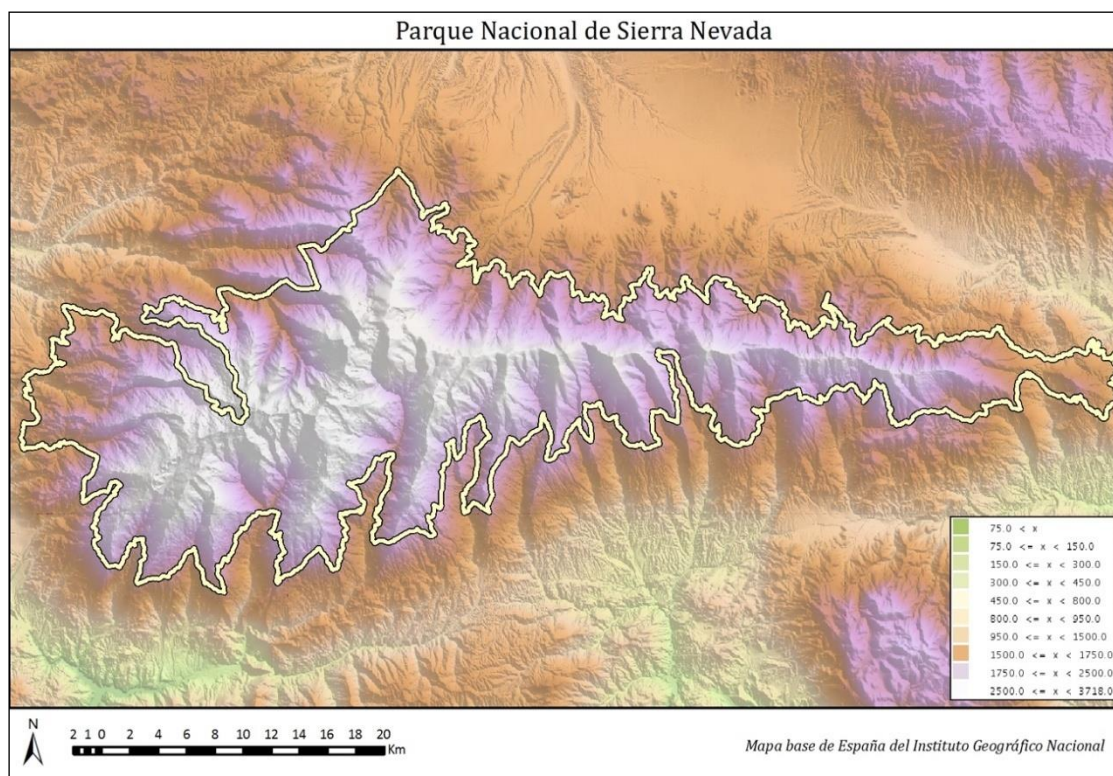 Parque Nacional de Sierra Nevada
75.0 < x
75.0 <= x < 150.0
150.0 <= x < 300.0
300.0 <= x < 450.0
450.0 <= x < 800.0
800.0 <= x < 950.0
950.0 <= x < 1500.0
1500.0 <= x < 1750.0
1750.0 <= x < 2500.0
2500.0 <= x < 3718.0
N
2 1 0 2 4 6 8 10 12 14 16 18 20
Km
Mapa base de España del Instituto Geográfico Nacional